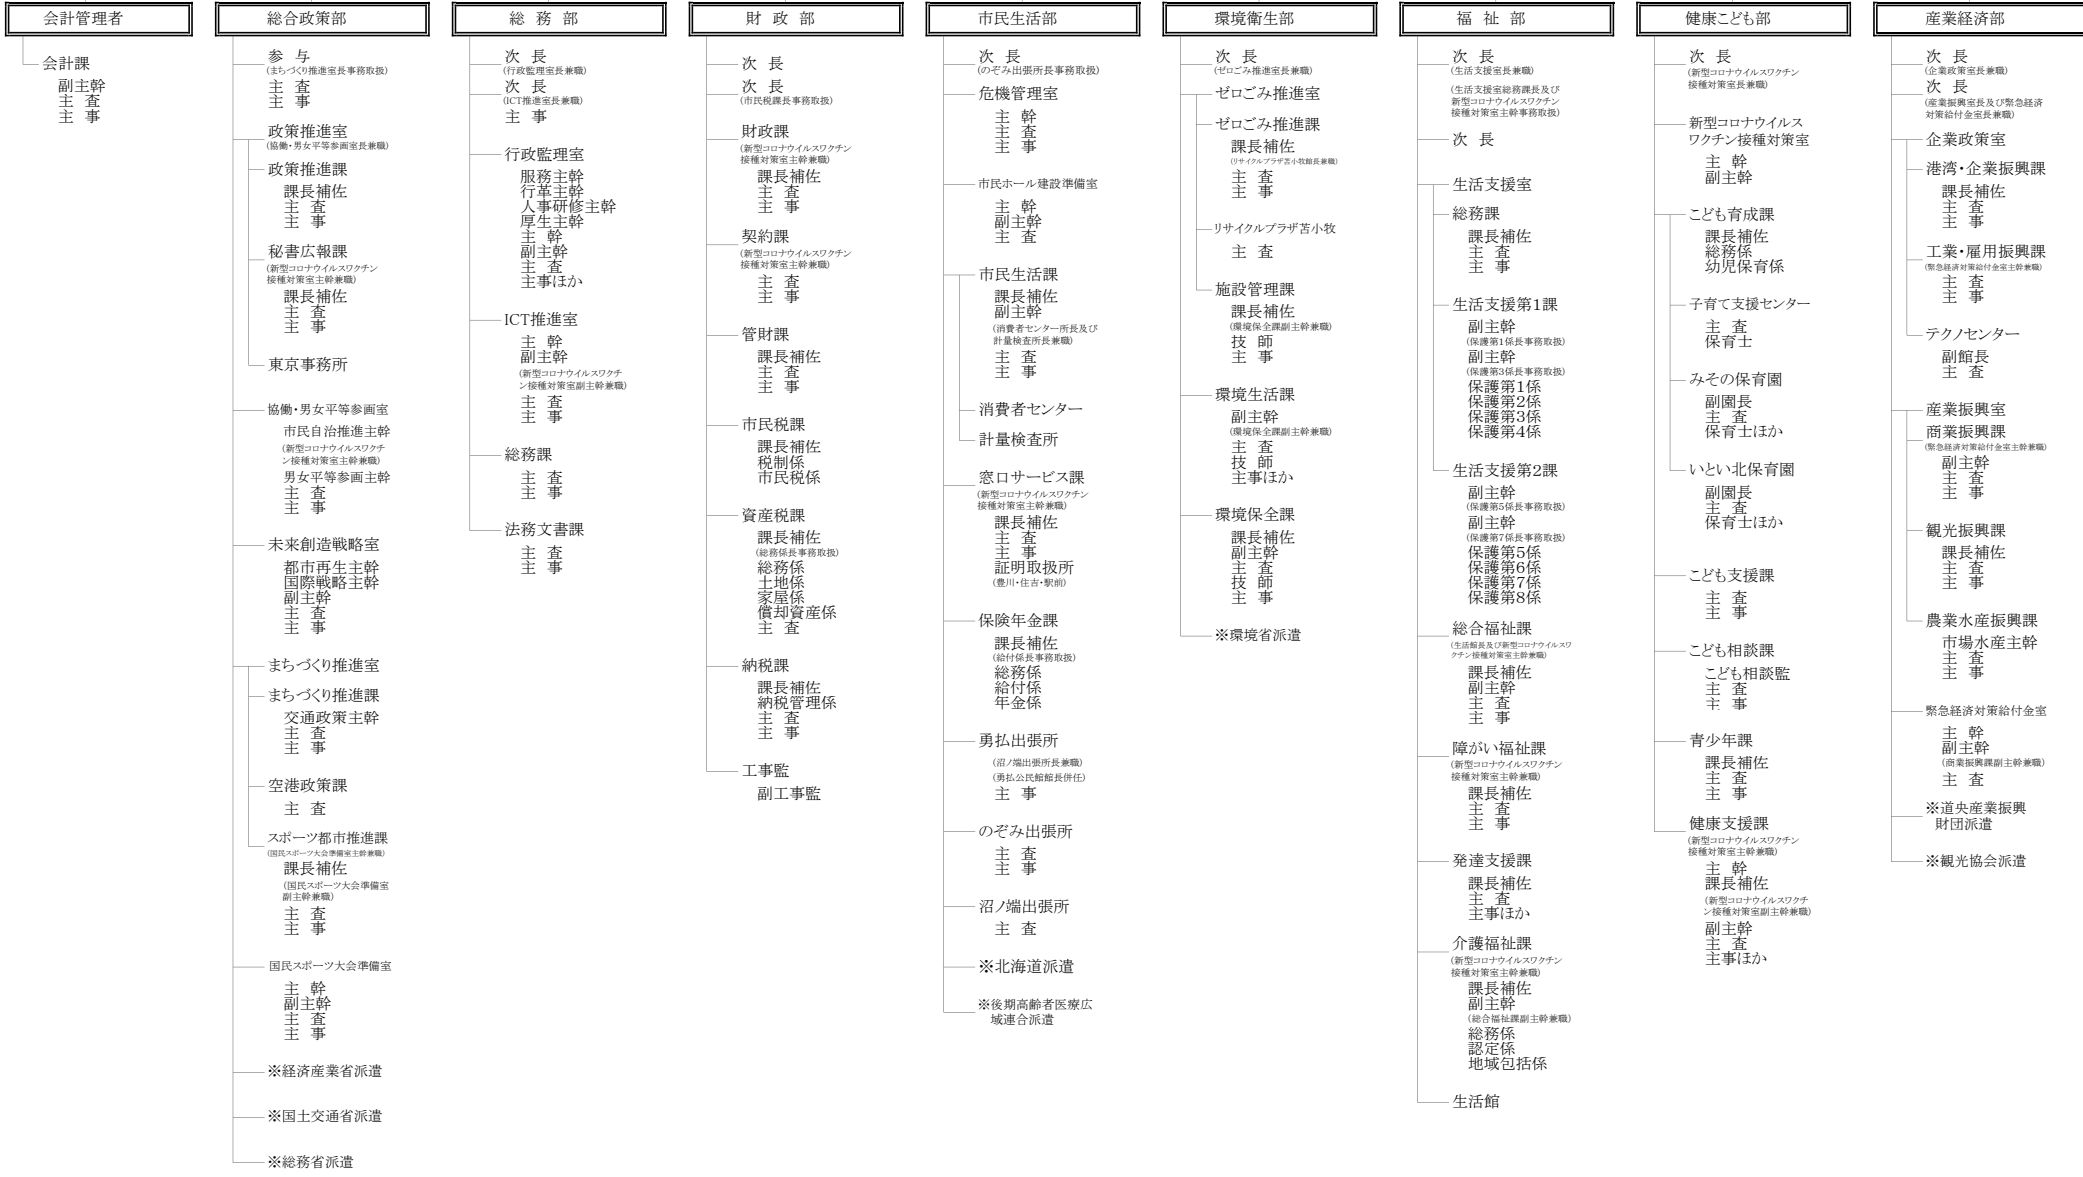 会計管理者
会計課
副主幹
主 査
主 事
総合政策部
参 与
(まちづくり推進室長事務取扱)
主 査
主 事
政策推進室
(協働・男女平等参画室長兼職)
政策推進課
課長補佐
主 査
主 事
秘書広報課
(新型コロナウイルスワクチン
接種対策室主幹兼職)
課長補佐
主 査
主 事
東京事務所
協働・男女平等参画室
市民自治推進主幹
(新型コロナウイルスワクチ
ン接種対策室主幹兼職)
男女平等参画主幹
主 査
主 事
未来創造戦略室
都市再生主幹
国際戦略主幹
副主幹
主 査
主 事
まちづくり推進室
まちづくり推進課
交通政策主幹
主 査
主 事
空港政策課
主 査
スポーツ都市推進課
(国民スポーツ大会準備室主幹兼職)
課長補佐
(国民スポーツ大会準備室
副主幹兼職)
主 査
主 事
国民スポーツ大会準備室
主 幹
副主幹
主 査
主 事
※経済産業省派遣
※国土交通省派遣
※総務省派遣
総 務 部
次 長
(行政監理室長兼職)
次 長
(ICT推進室長兼職)
主 事
行政監理室
服務主幹
行革主幹
人事研修主幹
厚生主幹
主 幹
副主幹
主 査
主事ほか
ICT推進室
主 幹
副主幹
(新型コロナウイルスワクチ
ン接種対策室副主幹兼職)
主 査
主 事
総務課
主 査
主 事
法務文書課
主 査
主 事
財 政 部
次 長
次 長
(市民税課長事務取扱)
財政課
(新型コロナウイルスワクチン
接種対策室主幹兼職)
課長補佐
主 査
主 事
契約課
(新型コロナウイルスワクチン
接種対策室主幹兼職)
主 査
主 事
管財課
課長補佐
主 査
主 事
市民税課
課長補佐
税制係
市民税係
資産税課
課長補佐
(総務係長事務取扱)
総務係
土地係
家屋係
償却資産係
主 査
納税課
課長補佐
納税管理係
主 査
主 事
工事監
副工事監
市民生活部
次 長
(のぞみ出張所長事務取扱)
危機管理室
主 幹
主 査
主 事
市民ホール建設準備室
主 幹
副主幹
主 査
市民生活課
課長補佐
副主幹
(消費者センター所長及び
計量検査所長兼職)
主 査
主 事
消費者センター
計量検査所
窓口サービス課
(新型コロナウイルスワクチン
接種対策室主幹兼職)
課長補佐
主 査
主 事
証明取扱所
(豊川・住吉・駅前)
保険年金課
課長補佐
(給付係長事務取扱)
総務係
給付係
年金係
勇払出張所
(沼ノ端出張所長兼職)
(勇払公民館館長併任)
主 事
のぞみ出張所
主 査
主 事
沼ノ端出張所
主 査
※北海道派遣
※後期高齢者医療広
域連合派遣
環境衛生部
次 長
(ゼロごみ推進室長兼職)
ゼロごみ推進室
ゼロごみ推進課
課長補佐
(リサイクルプラザ苫小牧館長兼職)
主 査
主 事
リサイクルプラザ苫小牧
主 査
施設管理課
課長補佐
(環境保全課副主幹兼職)
技 師
主 事
環境生活課
副主幹
(環境保全課副主幹兼職)
主 査
技 師
主事ほか
環境保全課
課長補佐
副主幹
主 査
技 師
主 事
※環境省派遣
福 祉 部
次 長
(生活支援室長兼職)
(生活支援室総務課長及び
新型コロナウイルスワクチン
接種対策室主幹事務取扱)
次 長
生活支援室
総務課
課長補佐
主 査
主 事
生活支援第1課
副主幹
(保護第1係長事務取扱)
副主幹
(保護第3係長事務取扱)
保護第1係
保護第2係
保護第3係
保護第4係
生活支援第2課
副主幹
(保護第5係長事務取扱)
副主幹
(保護第7係長事務取扱)
保護第5係
保護第6係
保護第7係
保護第8係
総合福祉課
(生活館長及び新型コロナウイルスワ
クチン接種対策室主幹兼職)
課長補佐
副主幹
主 査
主 事
障がい福祉課
(新型コロナウイルスワクチン
接種対策室主幹兼職)
課長補佐
主 査
主 事
発達支援課
課長補佐
主 査
主事ほか
介護福祉課
(新型コロナウイルスワクチン
接種対策室主幹兼職)
課長補佐
副主幹
(総合福祉課副主幹兼職)
総務係
認定係
地域包括係
生活館
健康こども部
次 長
(新型コロナウイルスワクチン
接種対策室長兼職)
新型コロナウイルス
ワクチン接種対策室
主 幹
副主幹
こども育成課
課長補佐
総務係
幼児保育係
子育て支援センター
主 査
保育士
みその保育園
副園長
主 査
保育士ほか
いとい北保育園
副園長
主 査
保育士ほか
こども支援課
主 査
主 事
こども相談課
こども相談監
主 査
主 事
青少年課
課長補佐
主 査
主 事
健康支援課
(新型コロナウイルスワクチン
接種対策室主幹兼職)
主 幹
課長補佐
(新型コロナウイルスワクチ
ン接種対策室副主幹兼職)
副主幹
主 査
主事ほか
産業経済部
次 長
(企業政策室長兼職)
次 長
(産業振興室長及び緊急経済
対策給付金室長兼職)
企業政策室
港湾・企業振興課
課長補佐
主 査
主 事
工業・雇用振興課
(緊急経済対策給付金室主幹兼職)
主 査
主 事
テクノセンター
副館長
主 査
産業振興室
商業振興課
(緊急経済対策給付金室主幹兼職)
副主幹
主 査
主 事
観光振興課
課長補佐
主 査
主 事
農業水産振興課
市場水産主幹
主 査
主 事
緊急経済対策給付金室
主 幹
副主幹
(商業振興課副主幹兼職)
主 査
※道央産業振興
財団派遣
※観光協会派遣